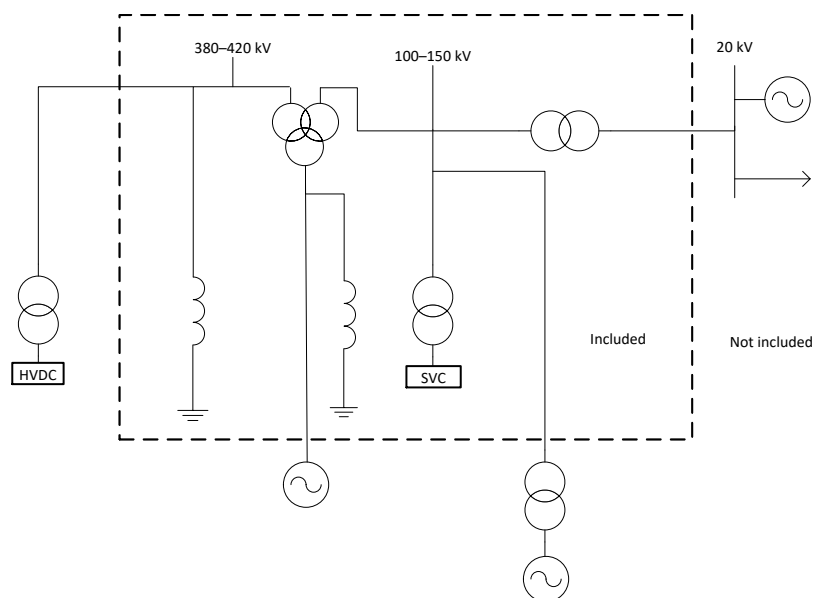 380–420 kV
100–150 kV
20 kV
Included
Not included
HVDC
SVC